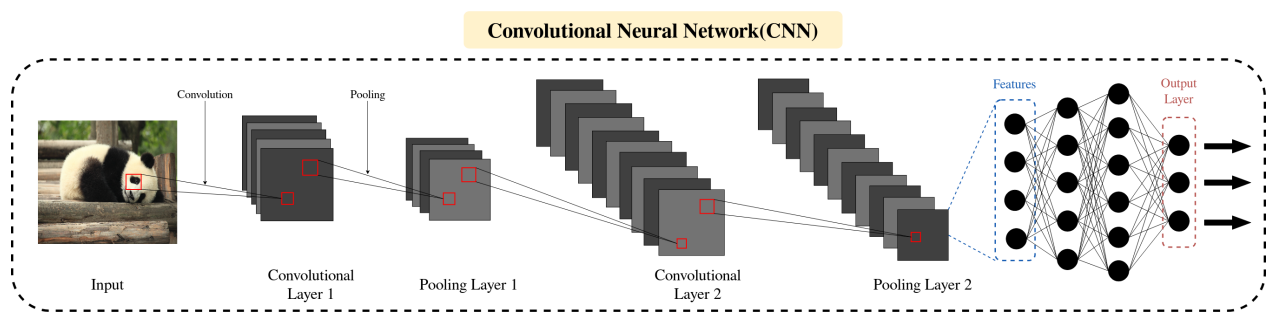 Convolutional Neural Network(CNN)
Convolution
Pooling
Features
Output
Layer
Input
Convolutional
Layer 1
Pooling Layer 1
Convolutional
Layer 2
Pooling Layer 2